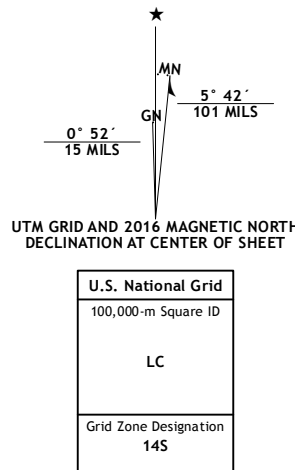 ★
MN
GN
5° 42´
101 MILS
0° 52´
15 MILS
UTM GRID AND 2016 MAGNETIC NORTH
DECLINATION AT CENTER OF SHEET
U.S. National Grid
100,000-m Square ID
LC
Grid Zone Designation
14S